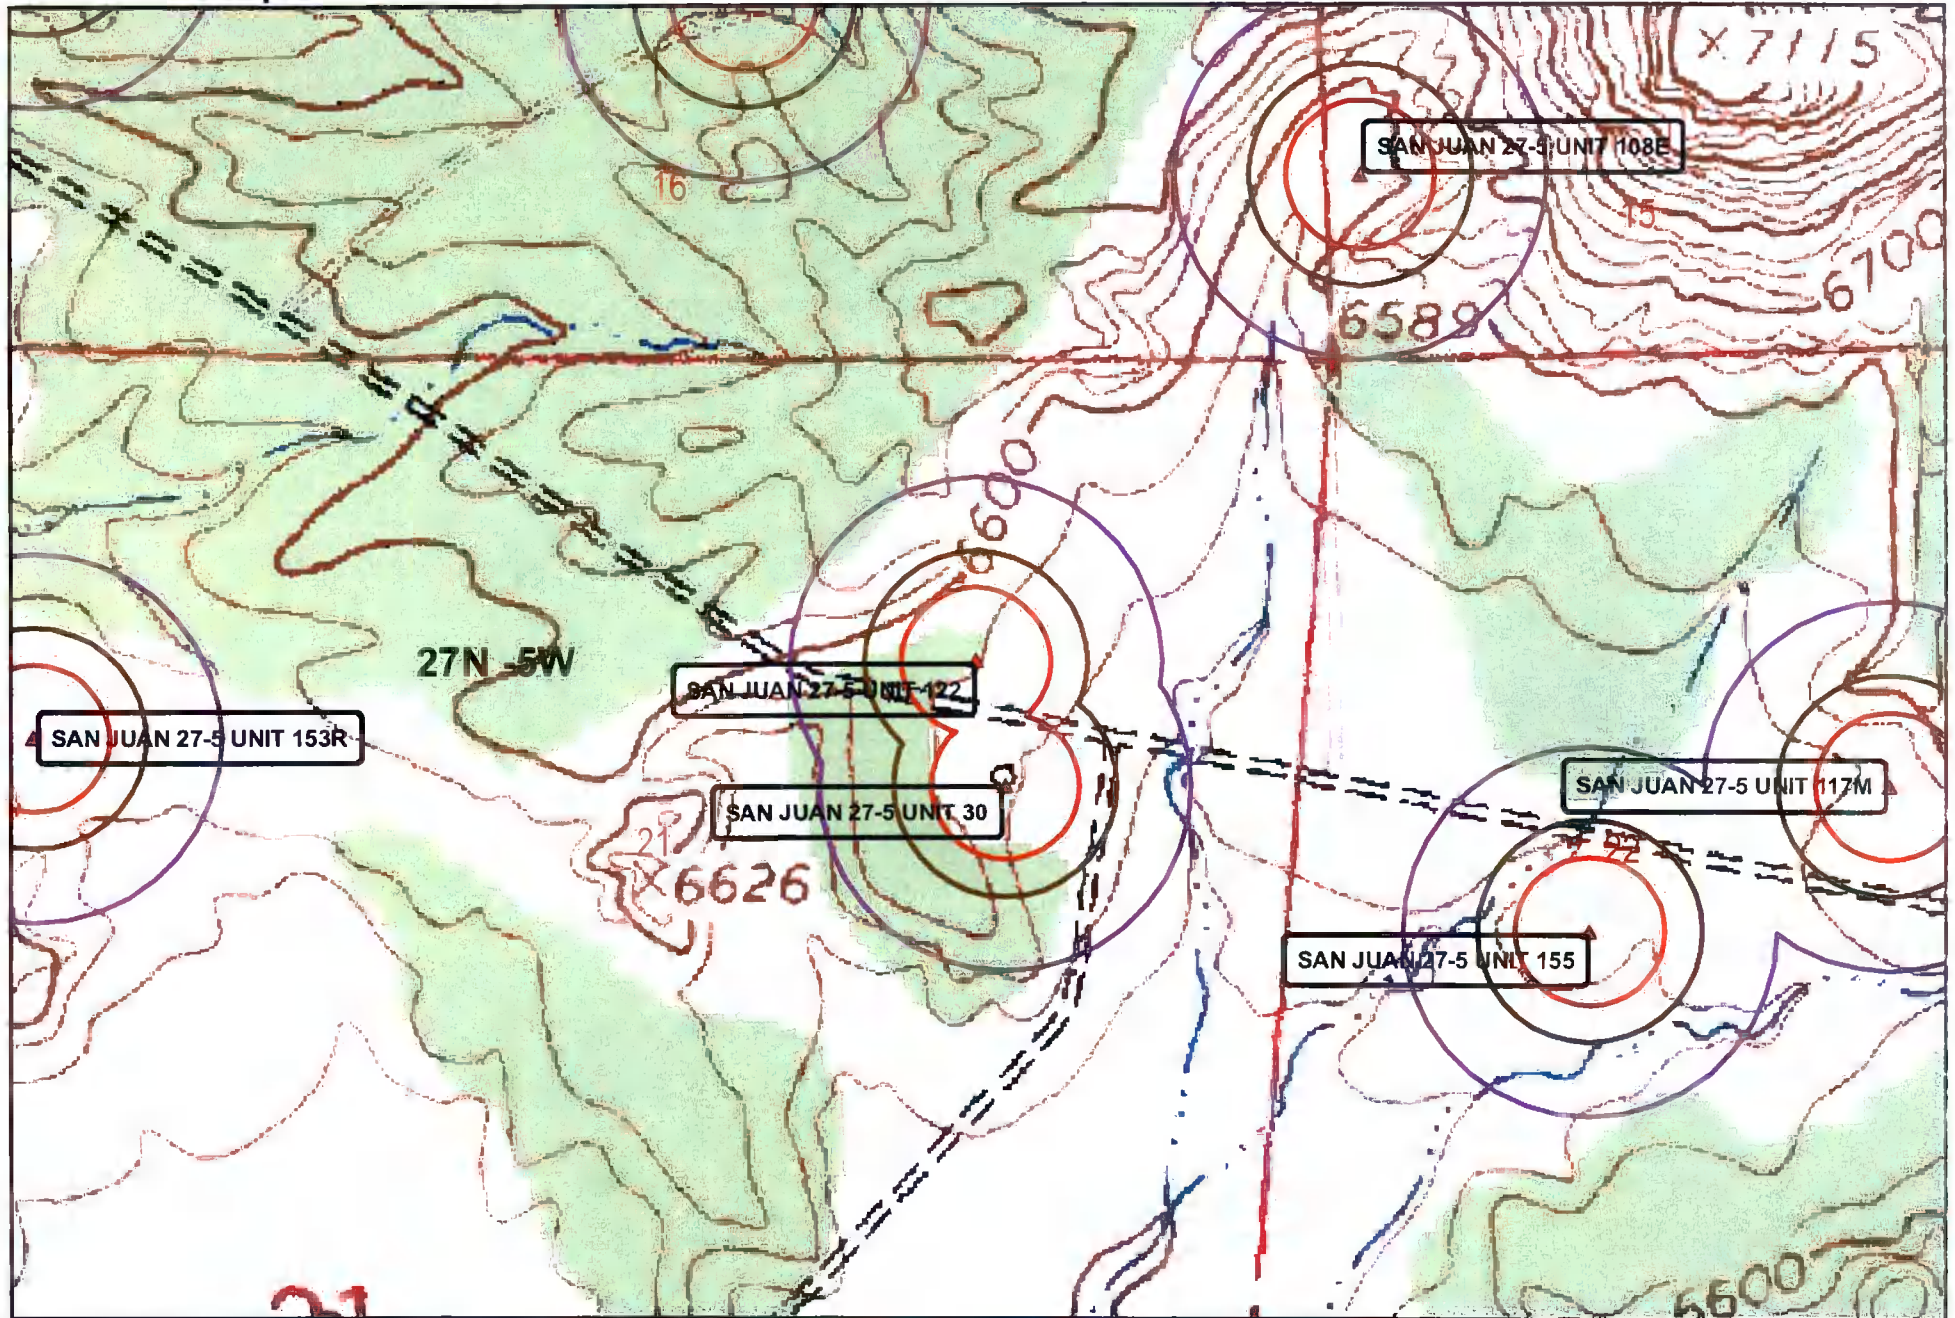 X7115
SAN JUAN 27-5 UNIT 108E
16
15
6700
6589
6600
27N -5W
SAN JUAN 27-5 UNIT 122
SAN JUAN 27-5 UNIT 153R
SAN JUAN 27-5 UNIT 117M
SAN JUAN 27-5 UNIT 30
21
22
X6626
SAN JUAN 27-5 UNIT 155
6600